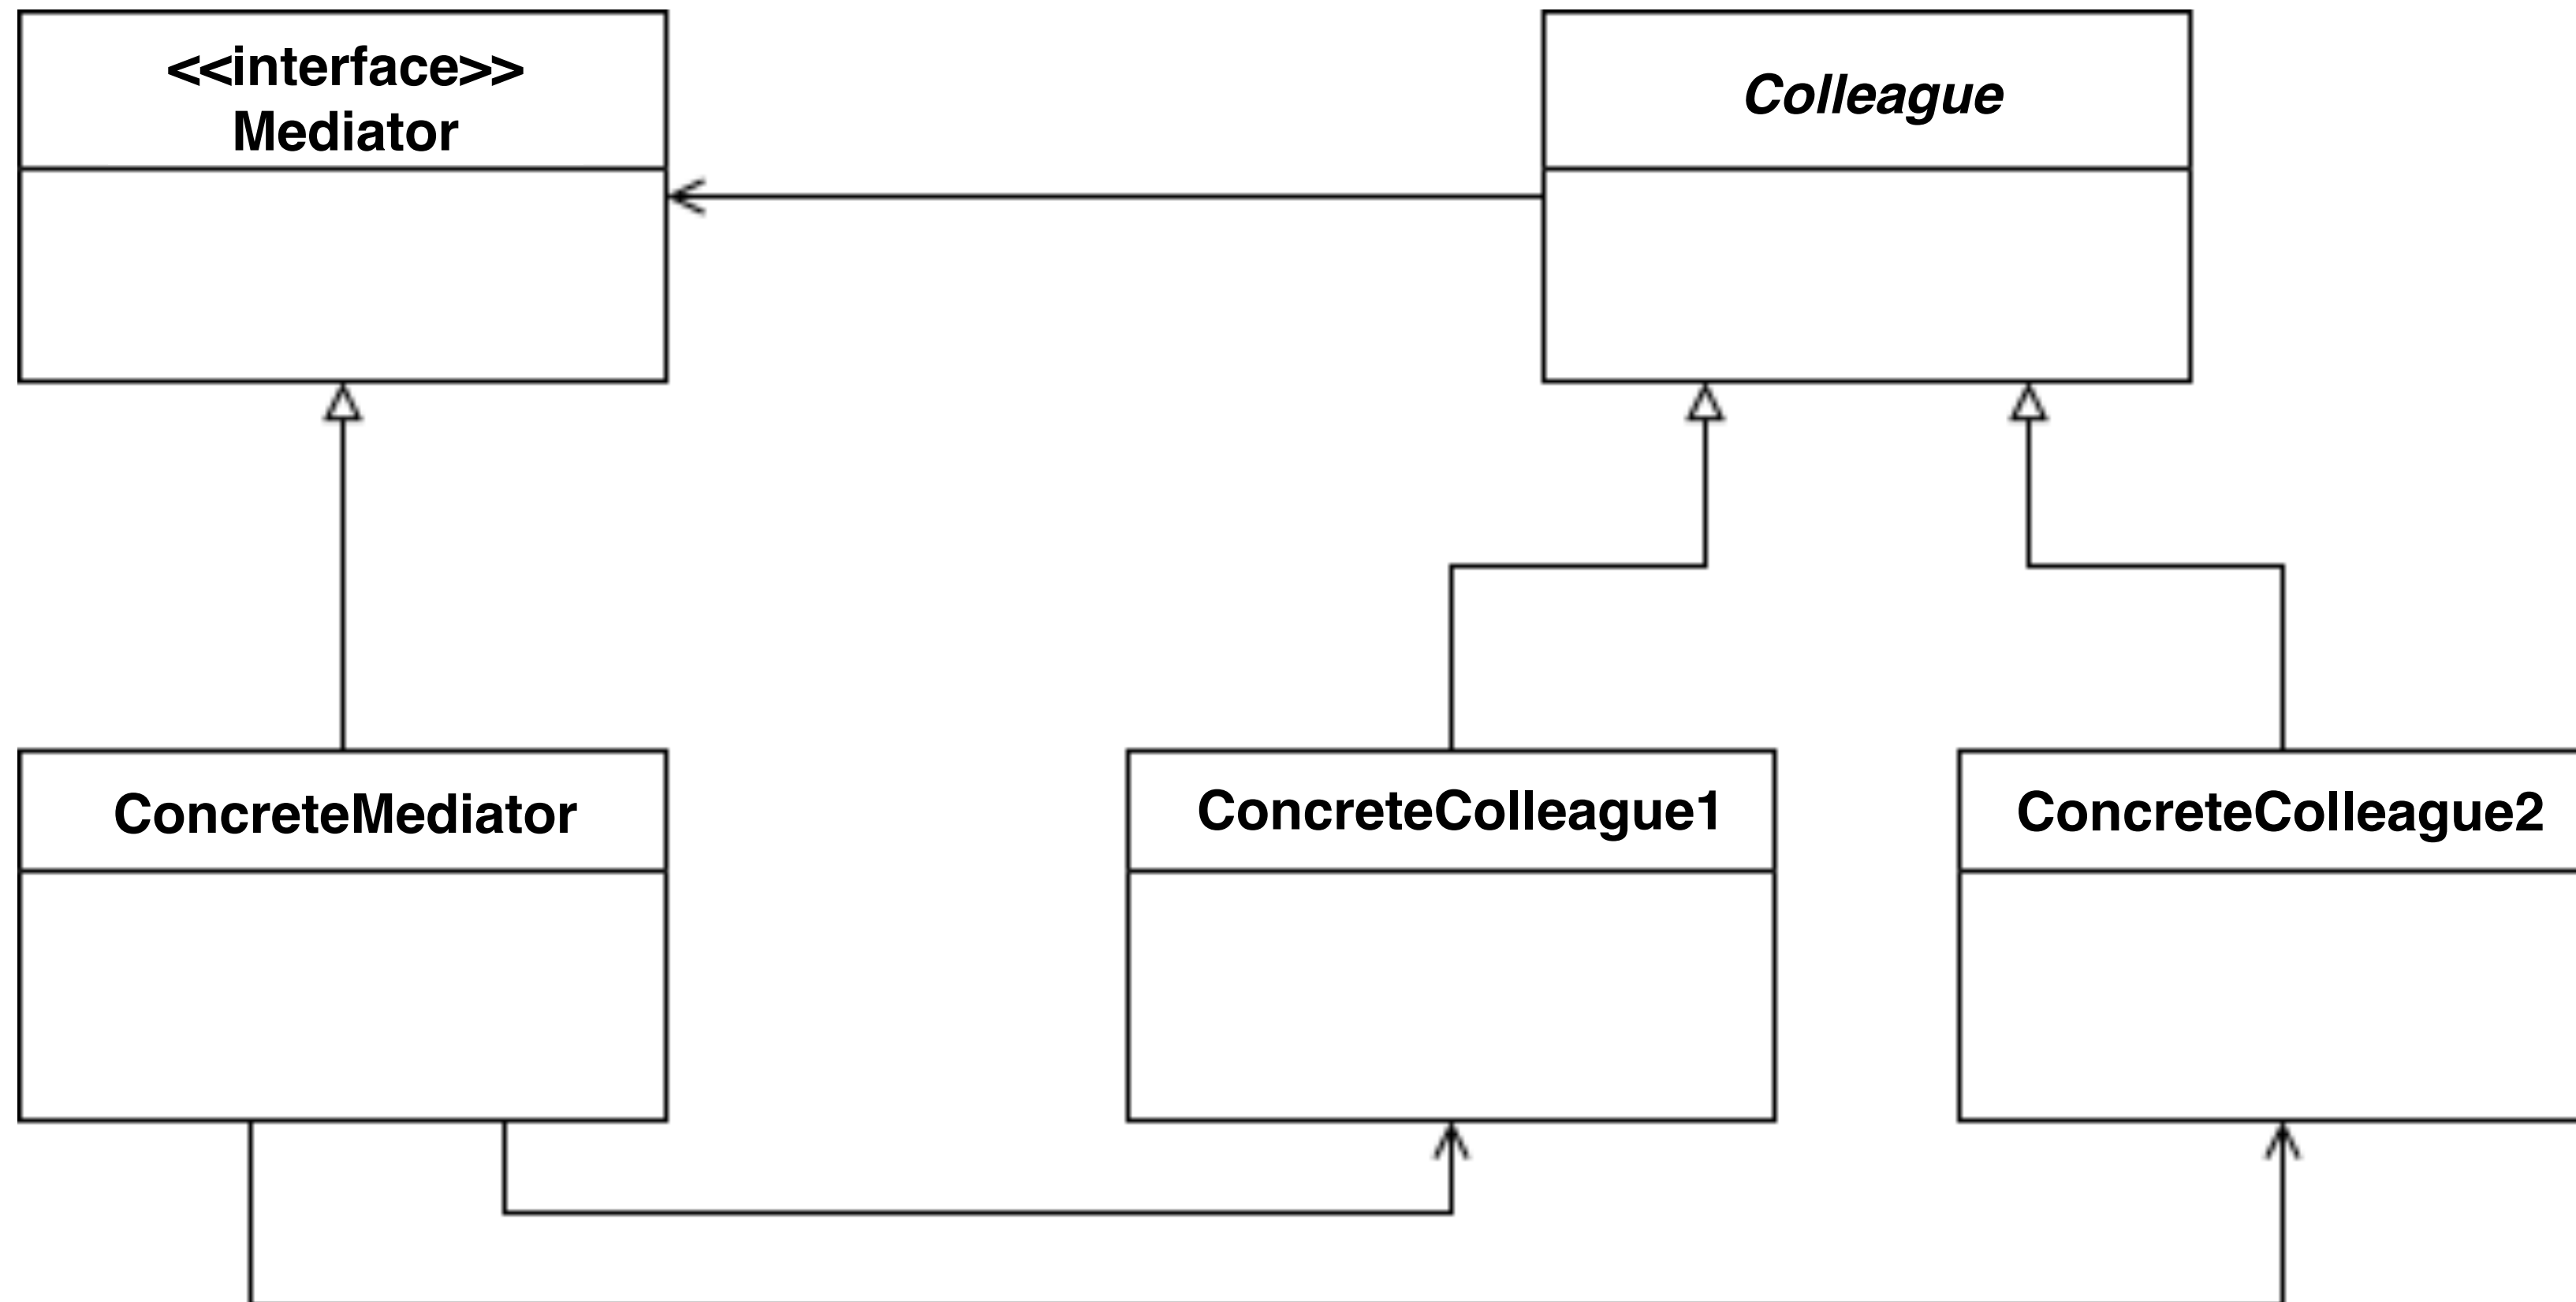 <<interface>>
Mediator
Colleague
ConcreteMediator
ConcreteColleague1
ConcreteColleague2